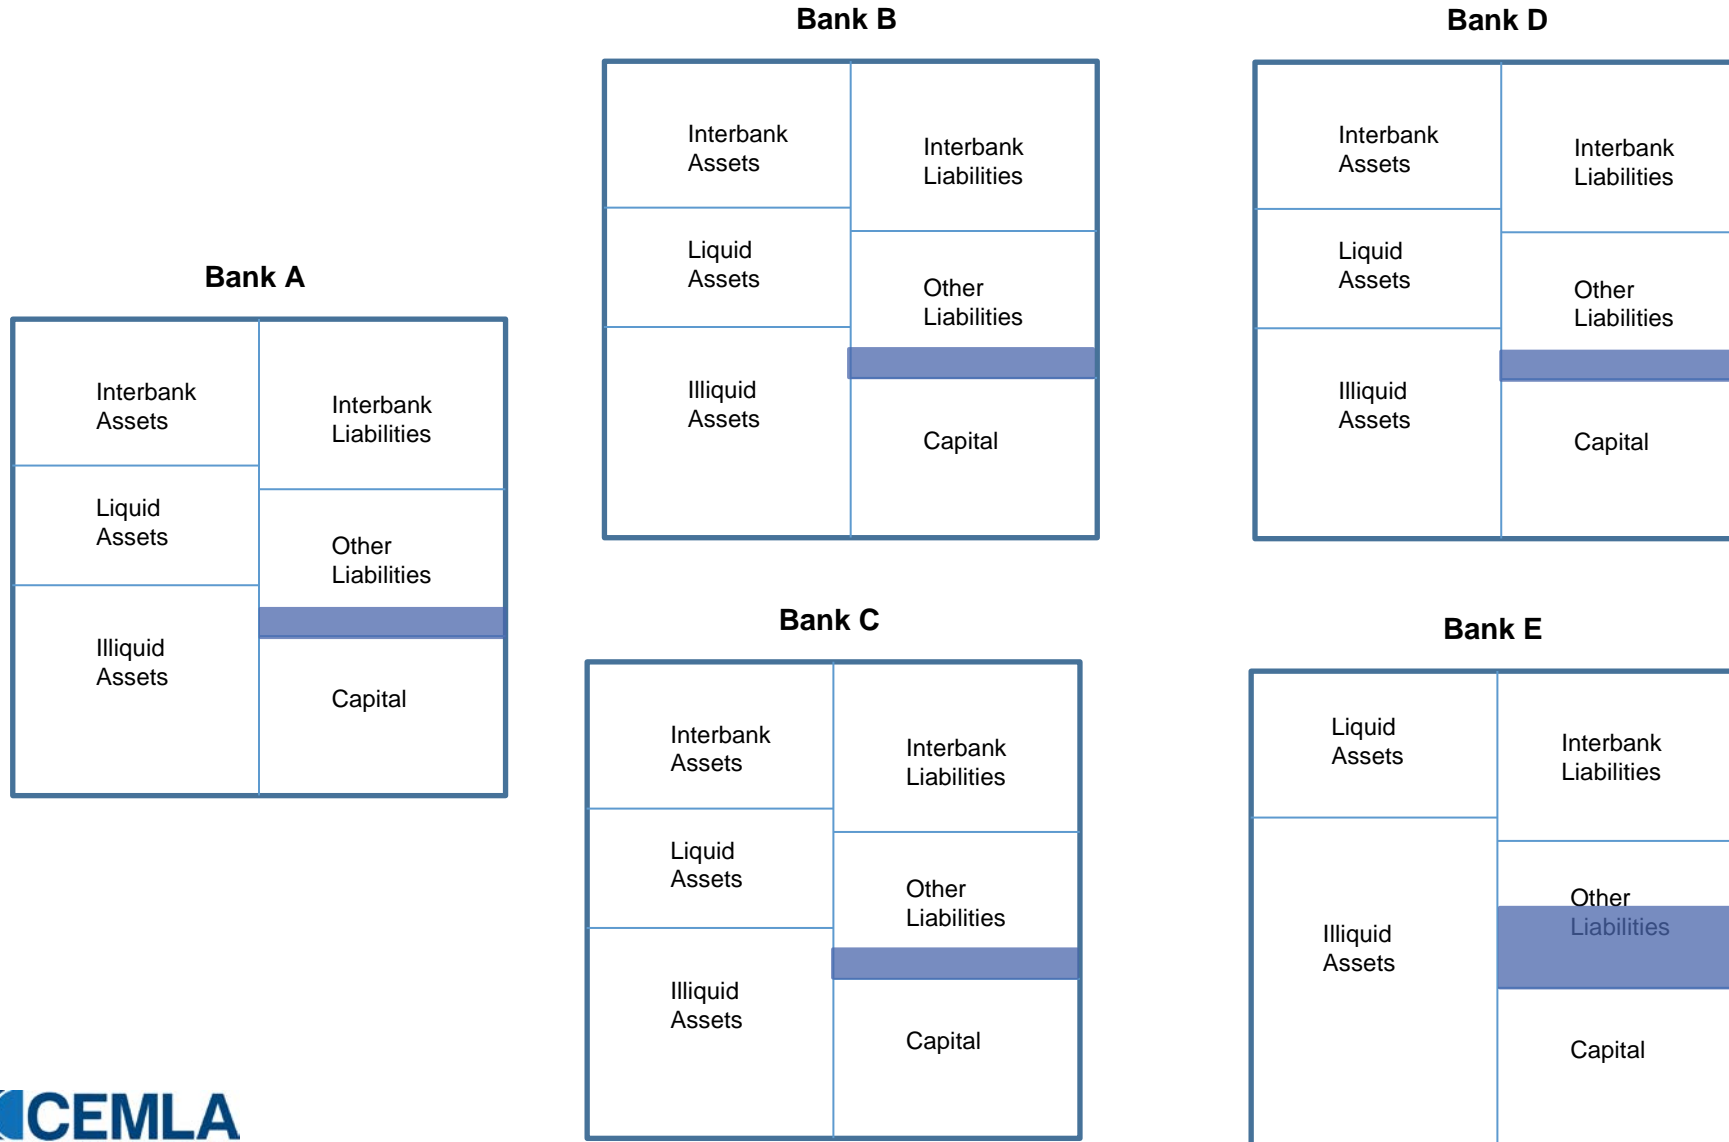 Bank B
Bank D
Interbank
Assets
Interbank
Liabilities
Liquid
Assets
Other
Liabilities
Illiquid
Assets
Capital
Interbank
Assets
Interbank
Liabilities
Liquid
Assets
Other
Liabilities
Illiquid
Assets
Capital
Bank A
Interbank
Assets
Interbank
Liabilities
Liquid
Assets
Other
Liabilities
Illiquid
Assets
Capital
Bank C
Interbank
Assets
Interbank
Liabilities
Liquid
Assets
Other
Liabilities
Illiquid
Assets
Capital
Bank E
Liquid
Assets
Interbank
Liabilities
Other
Liabilities
Illiquid
Assets
Capital
CEMLA